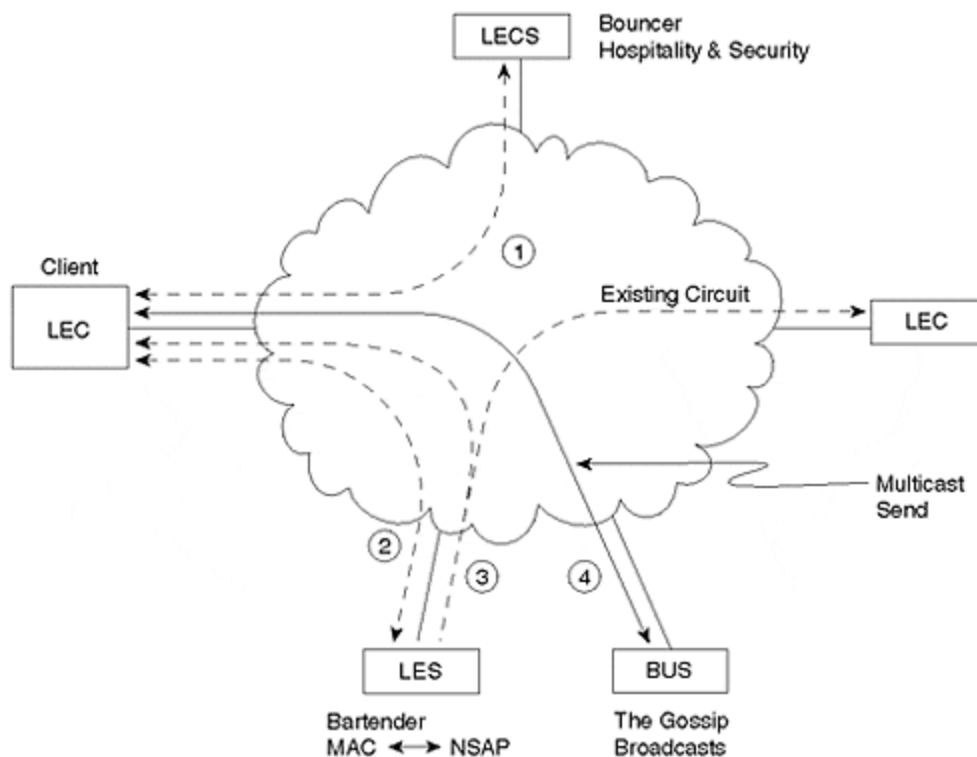 LECS
Bouncer
Hospitality & Security
1
Client
LEC
Existing Circuit
LEC
Multicast
Send
2
3
4
LES
BUS
Bartender
MAC ↔ NSAP
The Gossip
Broadcasts